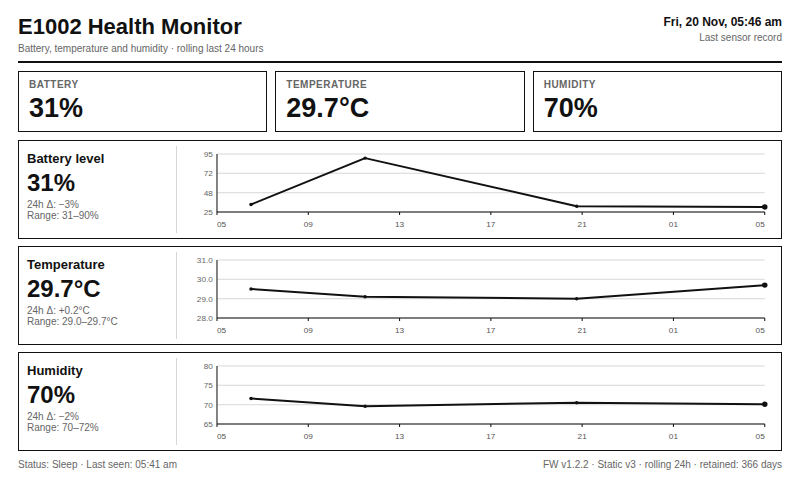 E1002 Health Monitor
Battery, temperature and humidity · rolling last 24 hours
Fri, 20 Nov, 05:46 am
Last sensor record
BATTERY
31%
TEMPERATURE
29.7°C
HUMIDITY
70%
Battery level
31%
24h Δ: −3%
Range: 31–90%
95
72
48
25
05 09 13 17 21 01 05
Temperature
29.7°C
24h Δ: +0.2°C
Range: 29.0–29.7°C
31.0
30.0
29.0
28.0
05 09 13 17 21 01 05
Humidity
70%
24h Δ: −2%
Range: 70–72%
80
75
70
65
05 09 13 17 21 01 05
Status: Sleep · Last seen: 05:41 am
FW v1.2.2 · Static v3 · rolling 24h · retained: 366 days